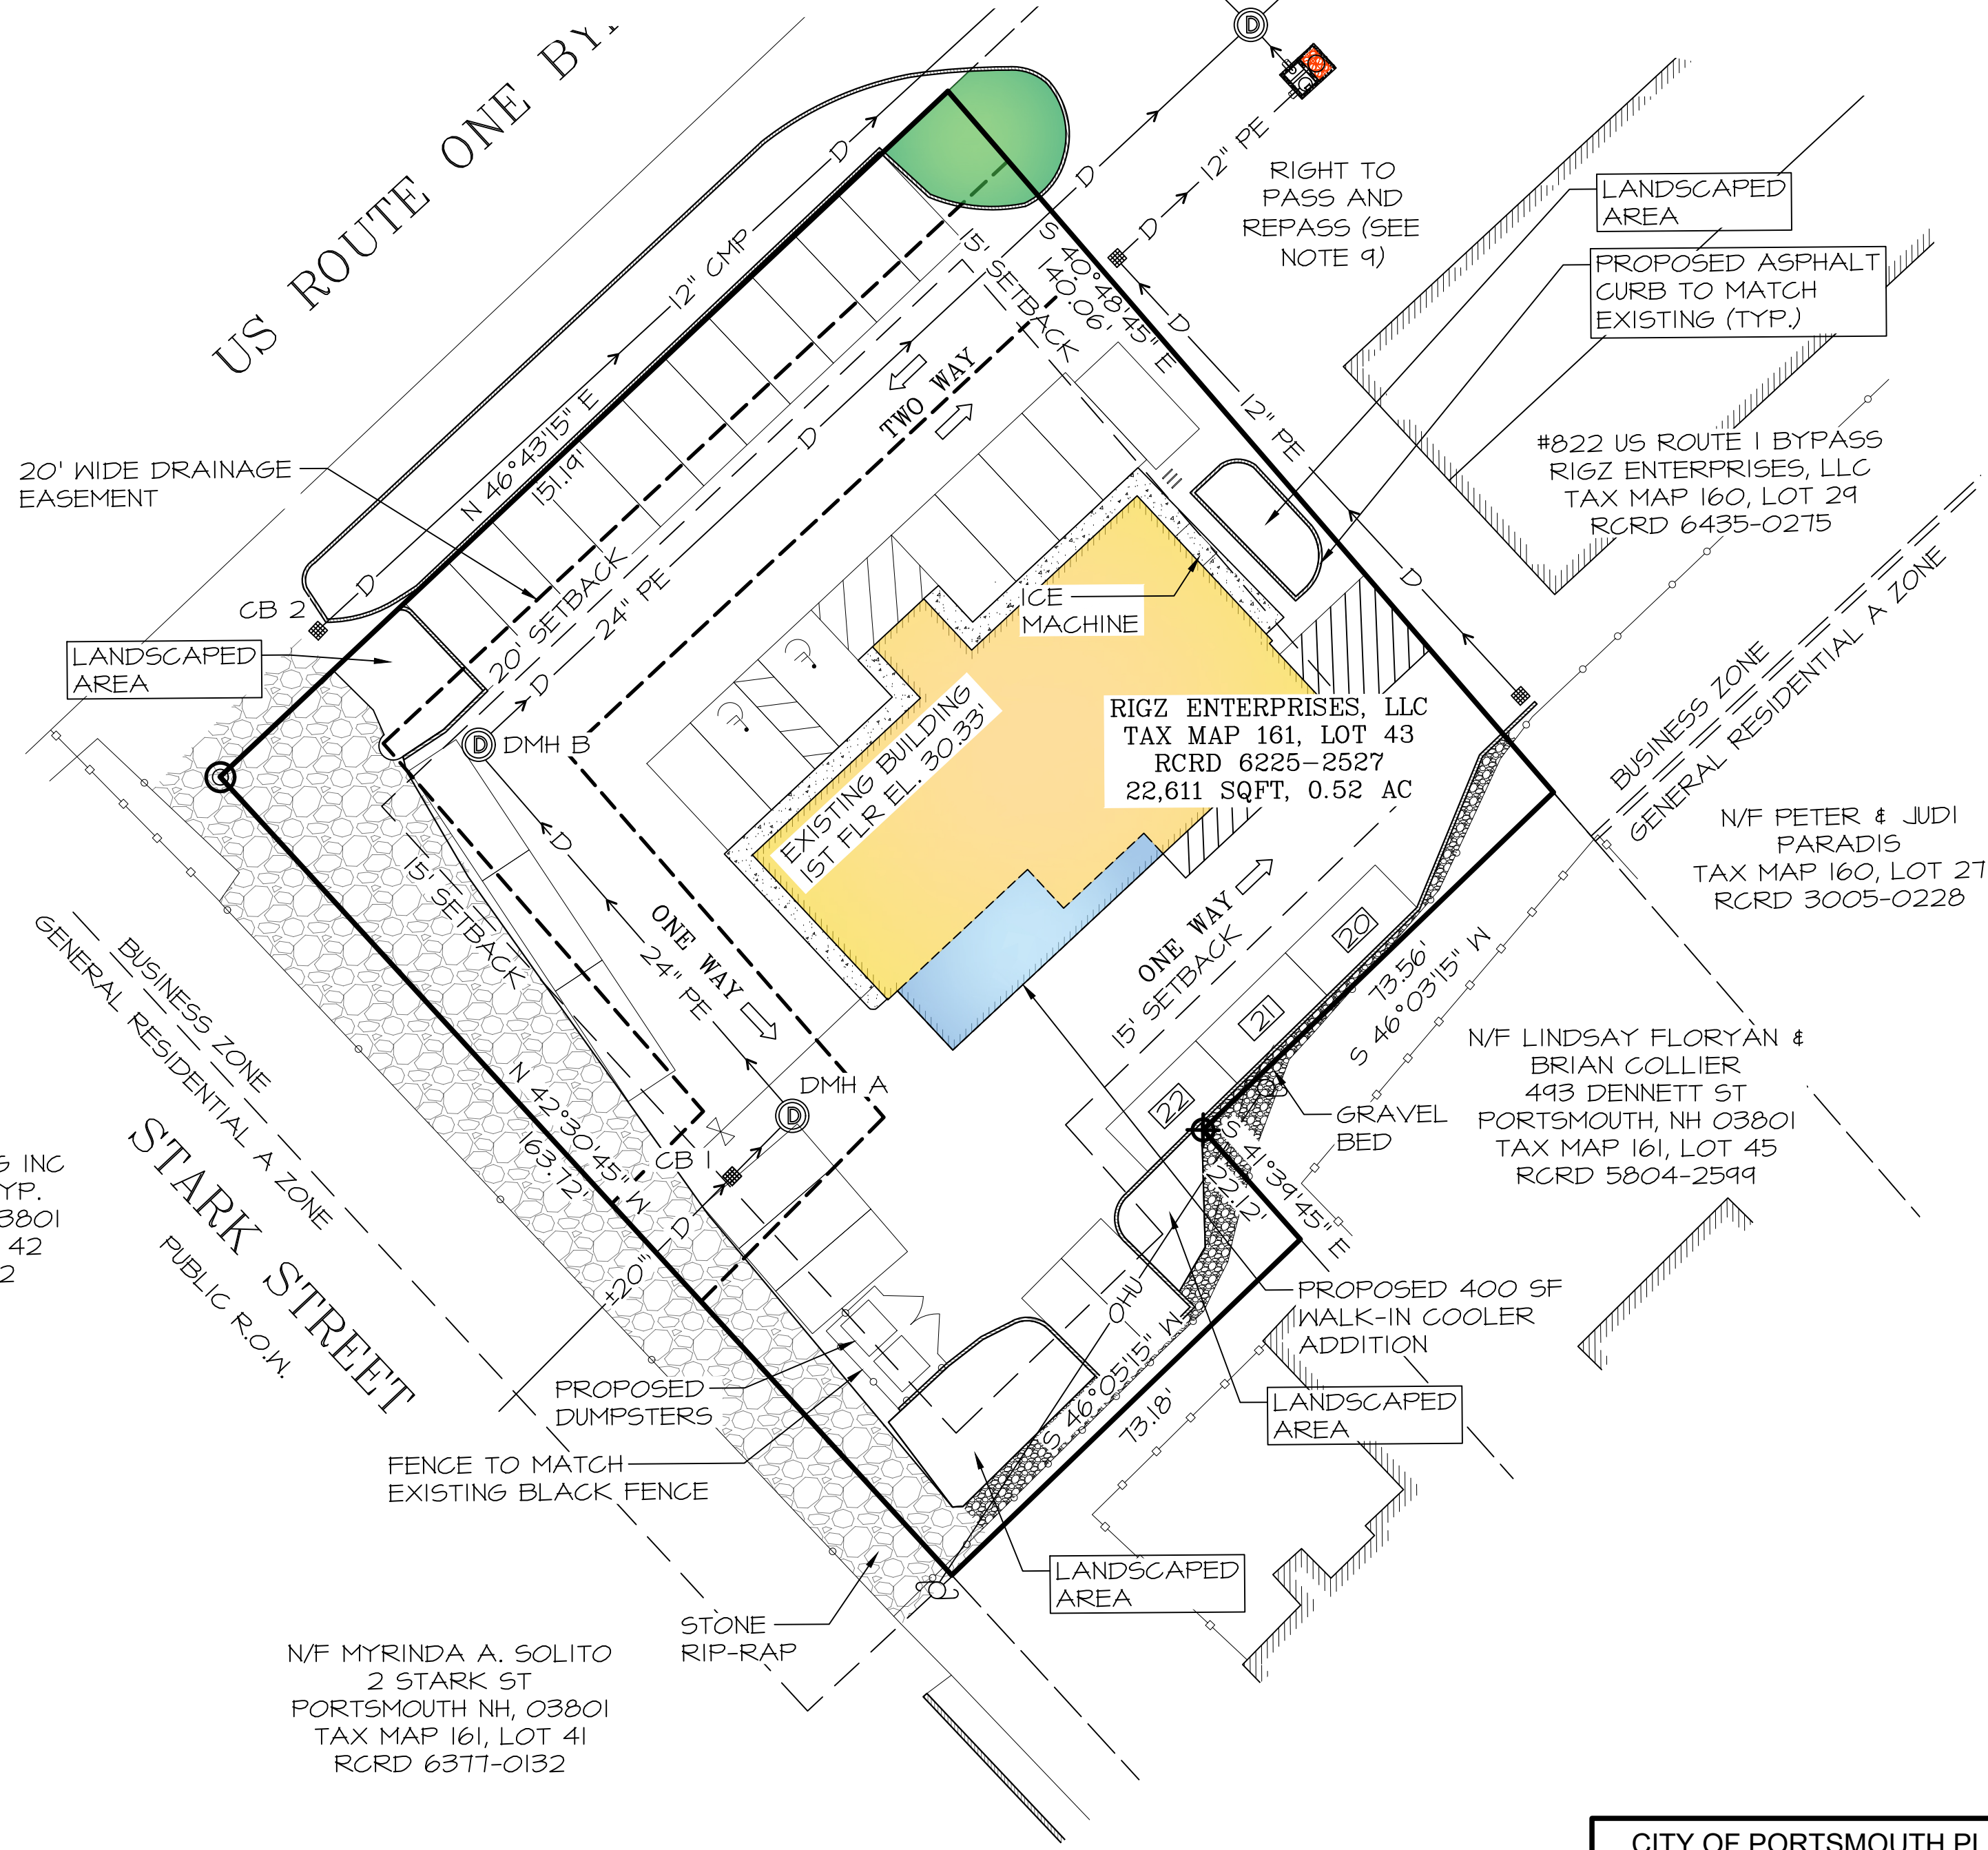 US ROUTE ONE
12" PE
RIGHT TO
PASS AND
REPASS (SEE
NOTE 9)
LANDSCAPED
AREA
PROPOSED ASPHALT
CURB TO MATCH
EXISTING (TYP.)
12" CMP
15' SETBACK
S 40°48'45" E
140.06'
TWO WAY
N 46°43'15" E
151.19'
12" PE
20' WIDE DRAINAGE
EASEMENT
#822 US ROUTE 1 BYPASS
RIGZ ENTERPRISES, LLC
TAX MAP 160, LOT 29
RCRD 6435-0275
CB 2
20' SETBACK
24" PE
ICE
MACHINE
LANDSCAPED
AREA
BUSINESS ZONE
GENERAL RESIDENTIAL A ZONE
DMH B
EXISTING BUILDING
1ST FLR EL. 30.33'
RIGZ ENTERPRISES, LLC
TAX MAP 161, LOT 43
RCRD 6225-2527
22,611 SQFT, 0.52 AC
N/F PETER & JUDI
PARADIS
TAX MAP 160, LOT 27
RCRD 3005-0228
15' SETBACK
ONE WAY
24" PE
ONE WAY
15' SETBACK
20
21
22
73.56'
S 46°03'15" W
BUSINESS ZONE
GENERAL RESIDENTIAL A ZONE
N/F LINDSAY FLORYAN &
BRIAN COLLIER
493 DENNETT ST
PORTSMOUTH, NH 03801
TAX MAP 161, LOT 45
RCRD 5804-2599
DMH A
GRAVEL
BED
N 42°30'45" W
163.72'
CB 1
S 41°39'45" E
22.12'
STARK STREET
PUBLIC R.O.W.
INC
YP.
3801
42
2
±20"
OHU
PROPOSED 400 SF
WALK-IN COOLER
ADDITION
S 46°05'15" W
73.18'
PROPOSED
DUMPSTERS
LANDSCAPED
AREA
FENCE TO MATCH
EXISTING BLACK FENCE
LANDSCAPED
AREA
STONE
RIP-RAP
N/F MYRINDA A. SOLITO
2 STARK ST
PORTSMOUTH NH, 03801
TAX MAP 161, LOT 41
RCRD 6377-0132
CITY OF PORTSMOUTH PL